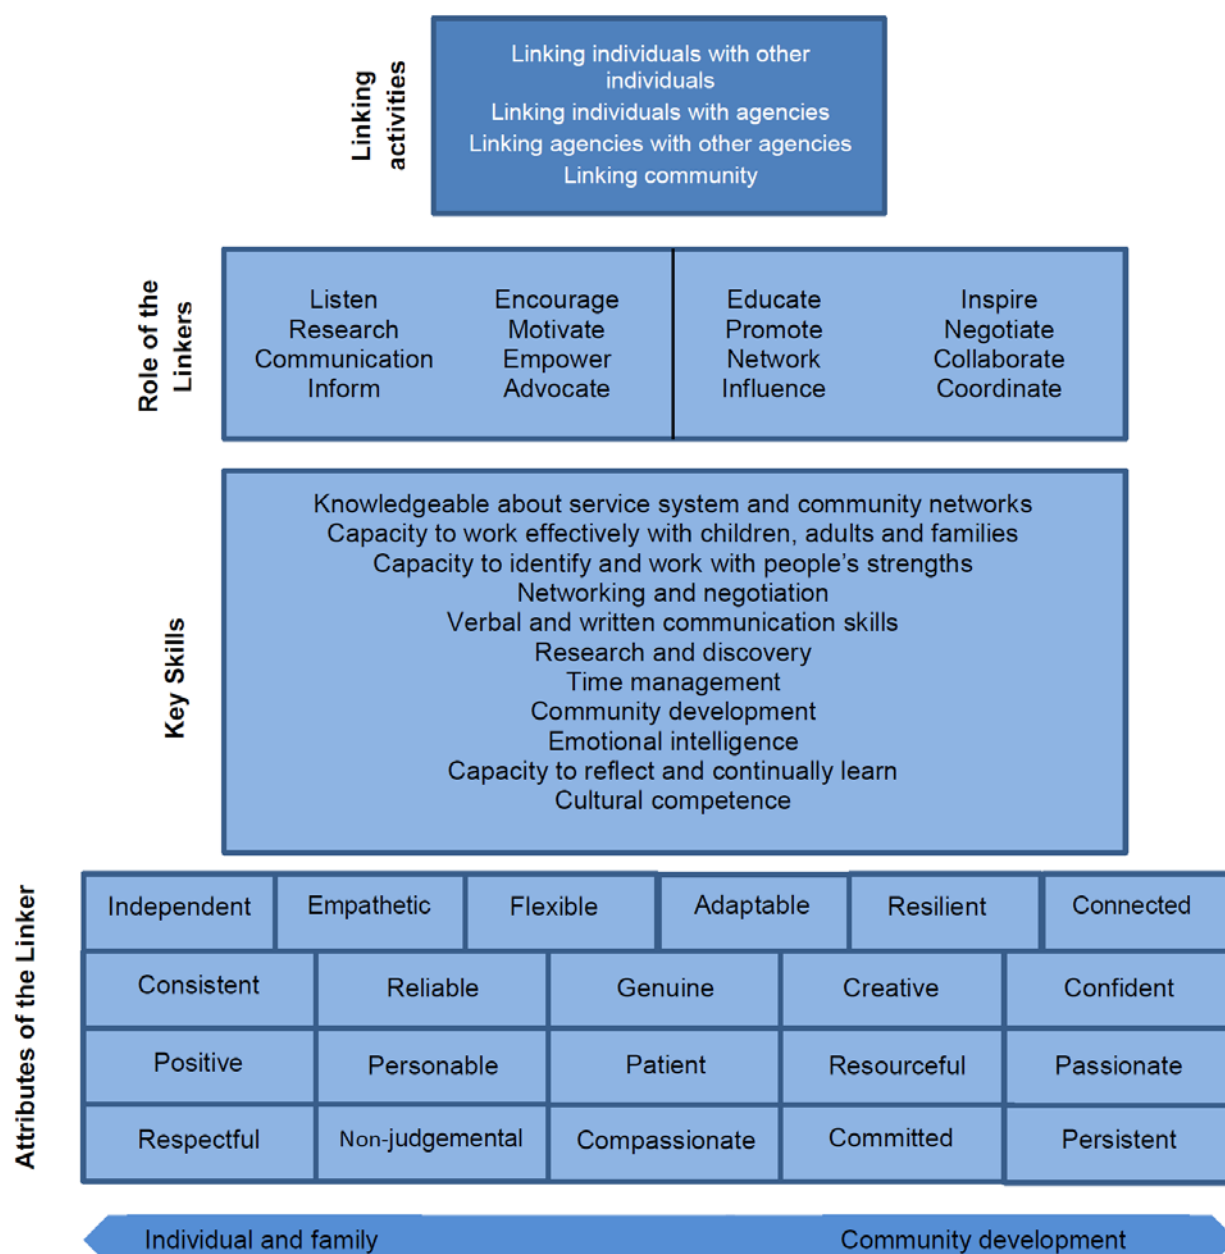 Linking activities
Linking individuals with other
individuals
Linking individuals with agencies
Linking agencies with other agencies
Linking community
Role of the
Linkers
Listen Encourage Educate Inspire
Research Motivate Promote Negotiate
Communication Empower Network Collaborate
Inform Advocate Influence Coordinate
Key Skills
Knowledgeable about service system and community networks
Capacity to work effectively with children, adults and families
Capacity to identify and work with people’s strengths
Networking and negotiation
Verbal and written communication skills
Research and discovery
Time management
Community development
Emotional intelligence
Capacity to reflect and continually learn
Cultural competence
Attributes of the Linker
Independent Empathetic Flexible Adaptable Resilient Connected
Consistent Reliable Genuine Creative Confident
Positive Personable Patient Resourceful Passionate
Respectful Non-judgemental Compassionate Committed Persistent
Individual and family Community development